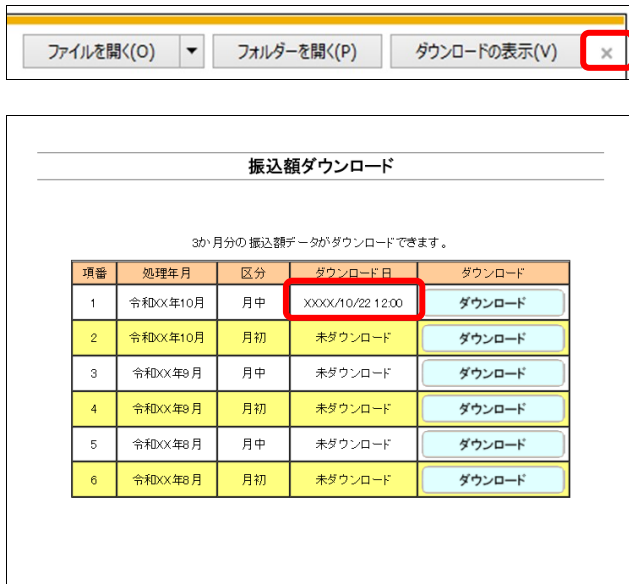 ファイルを開く(O) ▼ フォルダーを開く(P) ダウンロードの表示(V) ×
振込額ダウンロード
3か月分の振込額データがダウンロードできます。
項番 処理年月 区分 ダウンロード日 ダウンロード
1 令和XX年10月 月中 XXXX/10/22 12:00 ダウンロード
2 令和XX年10月 月初 未ダウンロード ダウンロード
3 令和XX年9月 月中 未ダウンロード ダウンロード
4 令和XX年9月 月初 未ダウンロード ダウンロード
5 令和XX年8月 月中 未ダウンロード ダウンロード
6 令和XX年8月 月初 未ダウンロード ダウンロード